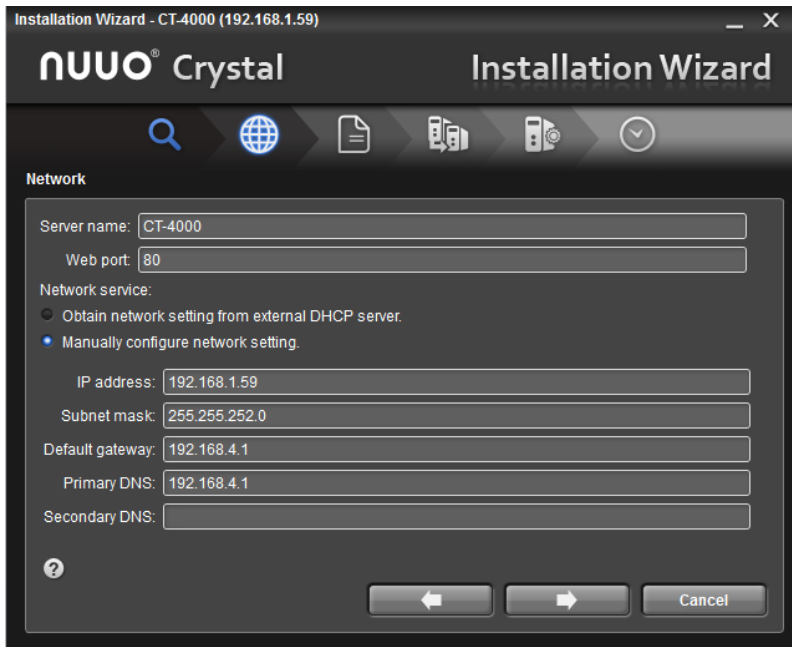 Installation Wizard - CT-4000 (192.168.1.59)
nuuo® Crystal Installation Wizard
Network
Server name: CT-4000
Web port: 80
Network service:
Obtain network setting from external DHCP server.
Manually configure network setting.
IP address: 192.168.1.59
Subnet mask: 255.255.252.0
Default gateway: 192.168.4.1
Primary DNS: 192.168.4.1
Secondary DNS:
Cancel